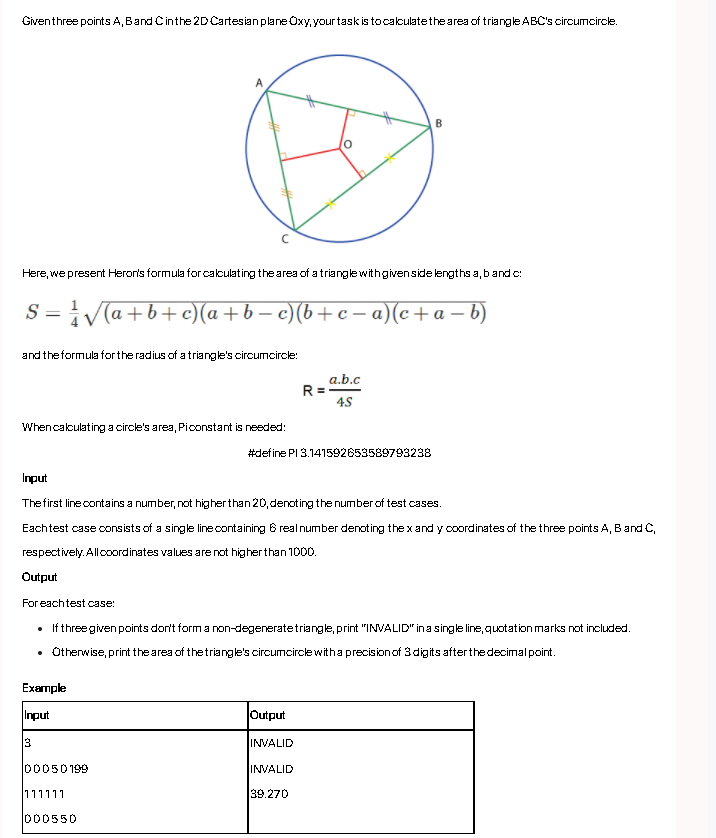 Given three points A, B and C in the 2D Cartesian plane Oxy, your task is to calculate the area of triangle ABC's circumcircle.
A
B
O
C
Here, we present Heron's formula for calculating the area of a triangle with given side lengths a, b and c:
S = 1/4 √(a + b + c)(a + b − c)(b + c − a)(c + a − b)
and the formula for the radius of a triangle's circumcircle:
R = a.b.c / 4S
When calculating a circle's area, Pi constant is needed:
#define PI 3.141592653589793238
Input
The first line contains a number, not higher than 20, denoting the number of test cases.
Each test case consists of a single line containing 6 real number denoting the x and y coordinates of the three points A, B and C,
respectively. All coordinates values are not higher than 1000.
Output
For each test case:
• If three given points don't form a non-degenerate triangle, print "INVALID" in a single line, quotation marks not included.
• Otherwise, print the area of the triangle's circumcircle with a precision of 3 digits after the decimal point.
Example
Input Output
3 INVALID
0 0 0 5 0 199 INVALID
1 1 1 1 1 1 39.270
0 0 0 5 5 0